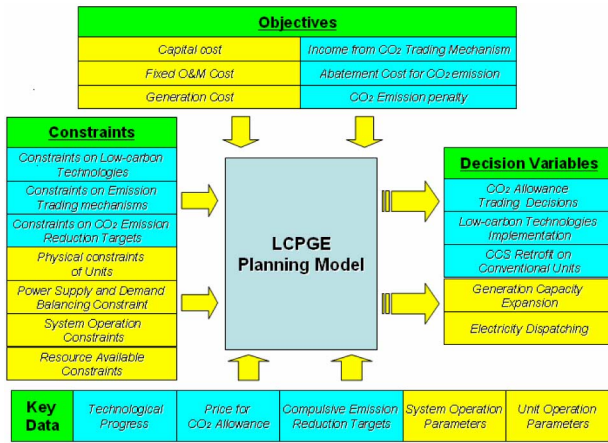 Objectives
Capital cost
Income from CO₂ Trading Mechanism
Fixed O&M Cost
Abatement Cost for CO₂ emission
Generation Cost
CO₂ Emission penalty
Constraints
Constraints on Low-carbon
Technologies
Constraints on Emission
Trading mechanisms
Constraints on CO₂ Emission
Reduction Targets
Physical constraints
of Units
Power Supply and Demand
Balancing Constraint
System Operation
Constraints
Resource Available
Constraints
LCPGE
Planning Model
Decision Variables
CO₂ Allowance
Trading Decisions
Low-carbon Technologies
Implementation
CCS Retrofit on
Conventional Units
Generation Capacity
Expansion
Electricity Dispatching
Key
Data
Technological
Progress
Price for
CO₂ Allowance
Compulsive Emission
Reduction Targets
System Operation
Parameters
Unit Operation
Parameters